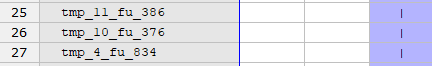 25 tmp_11_fu_386 |
26 tmp_10_fu_376 |
27 tmp_4_fu_834 |